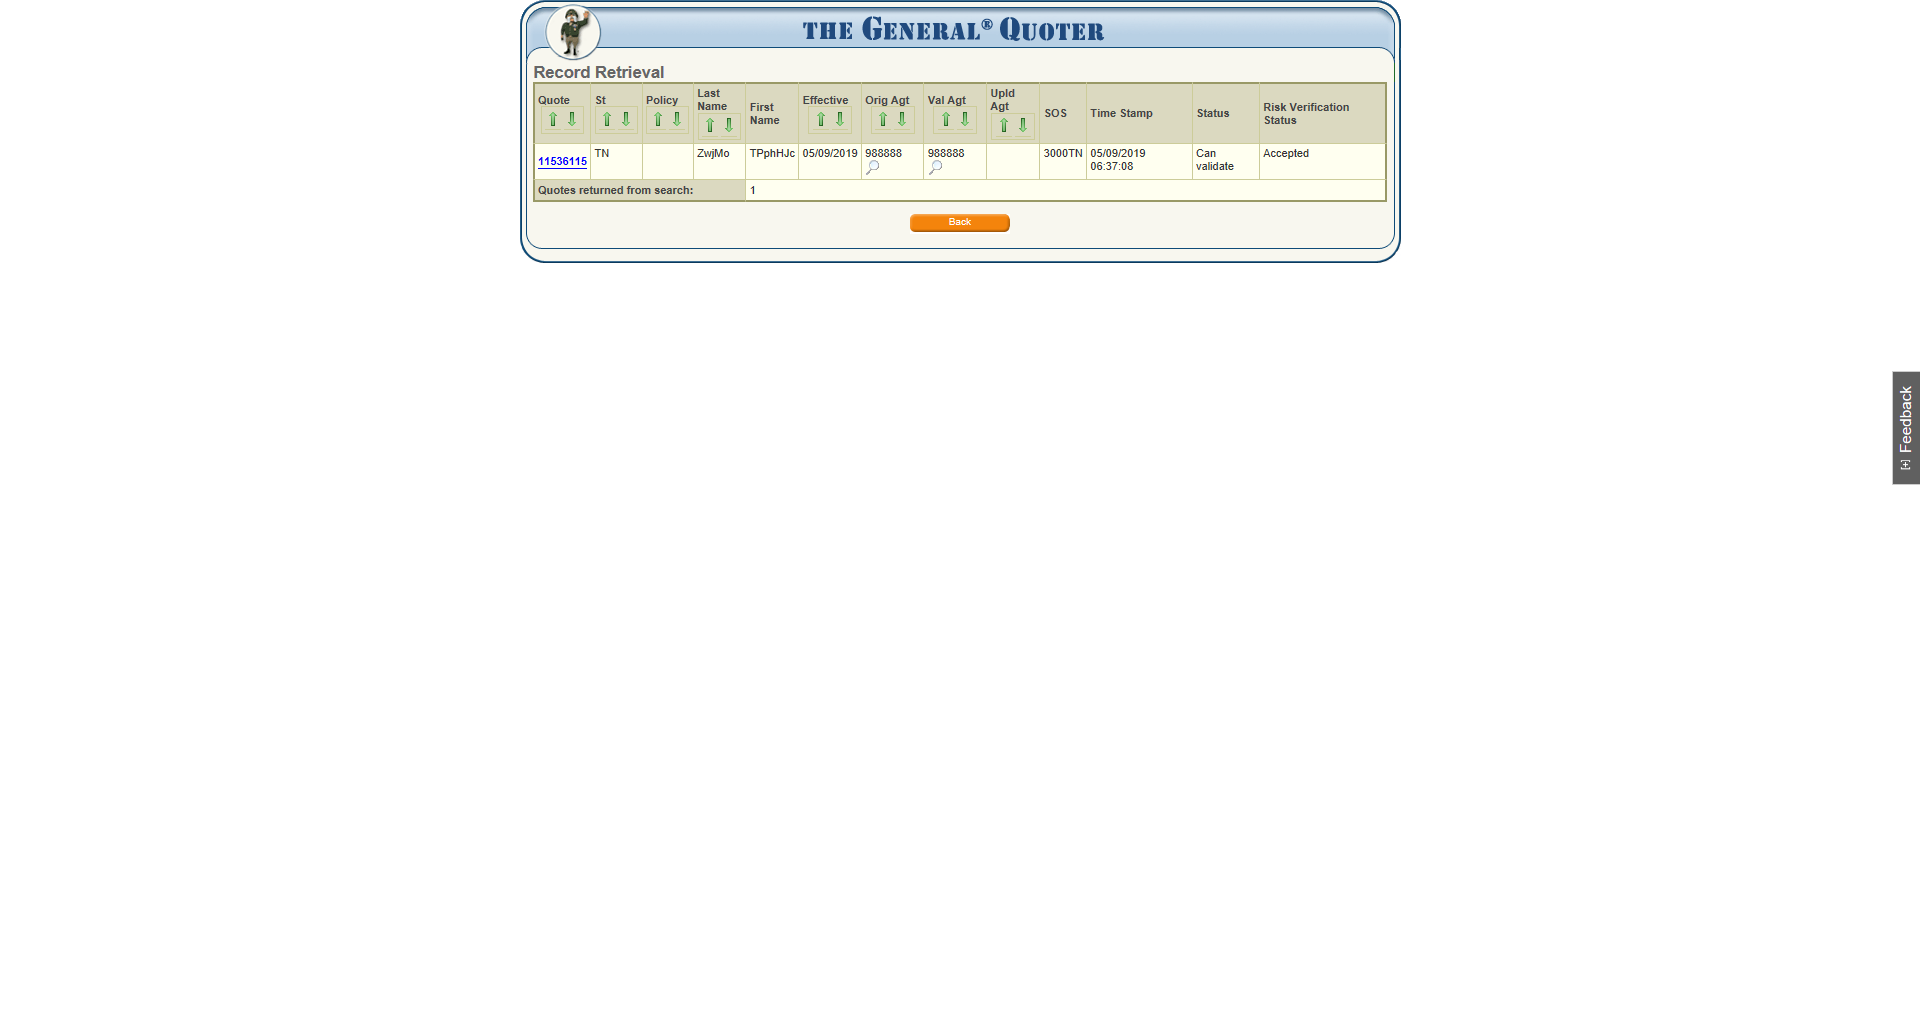 THE GENERAL® QUOTER
Record Retrieval
Quote St Policy Last Name First Name Effective Orig Agt Val Agt Upld Agt SOS Time Stamp Status Risk Verification Status
11536115 TN ZwjMo TPphHJc 05/09/2019 988888 988888 3000TN 05/09/2019 06:37:08 Can validate Accepted
Quotes returned from search: 1
Back
[+] Feedback